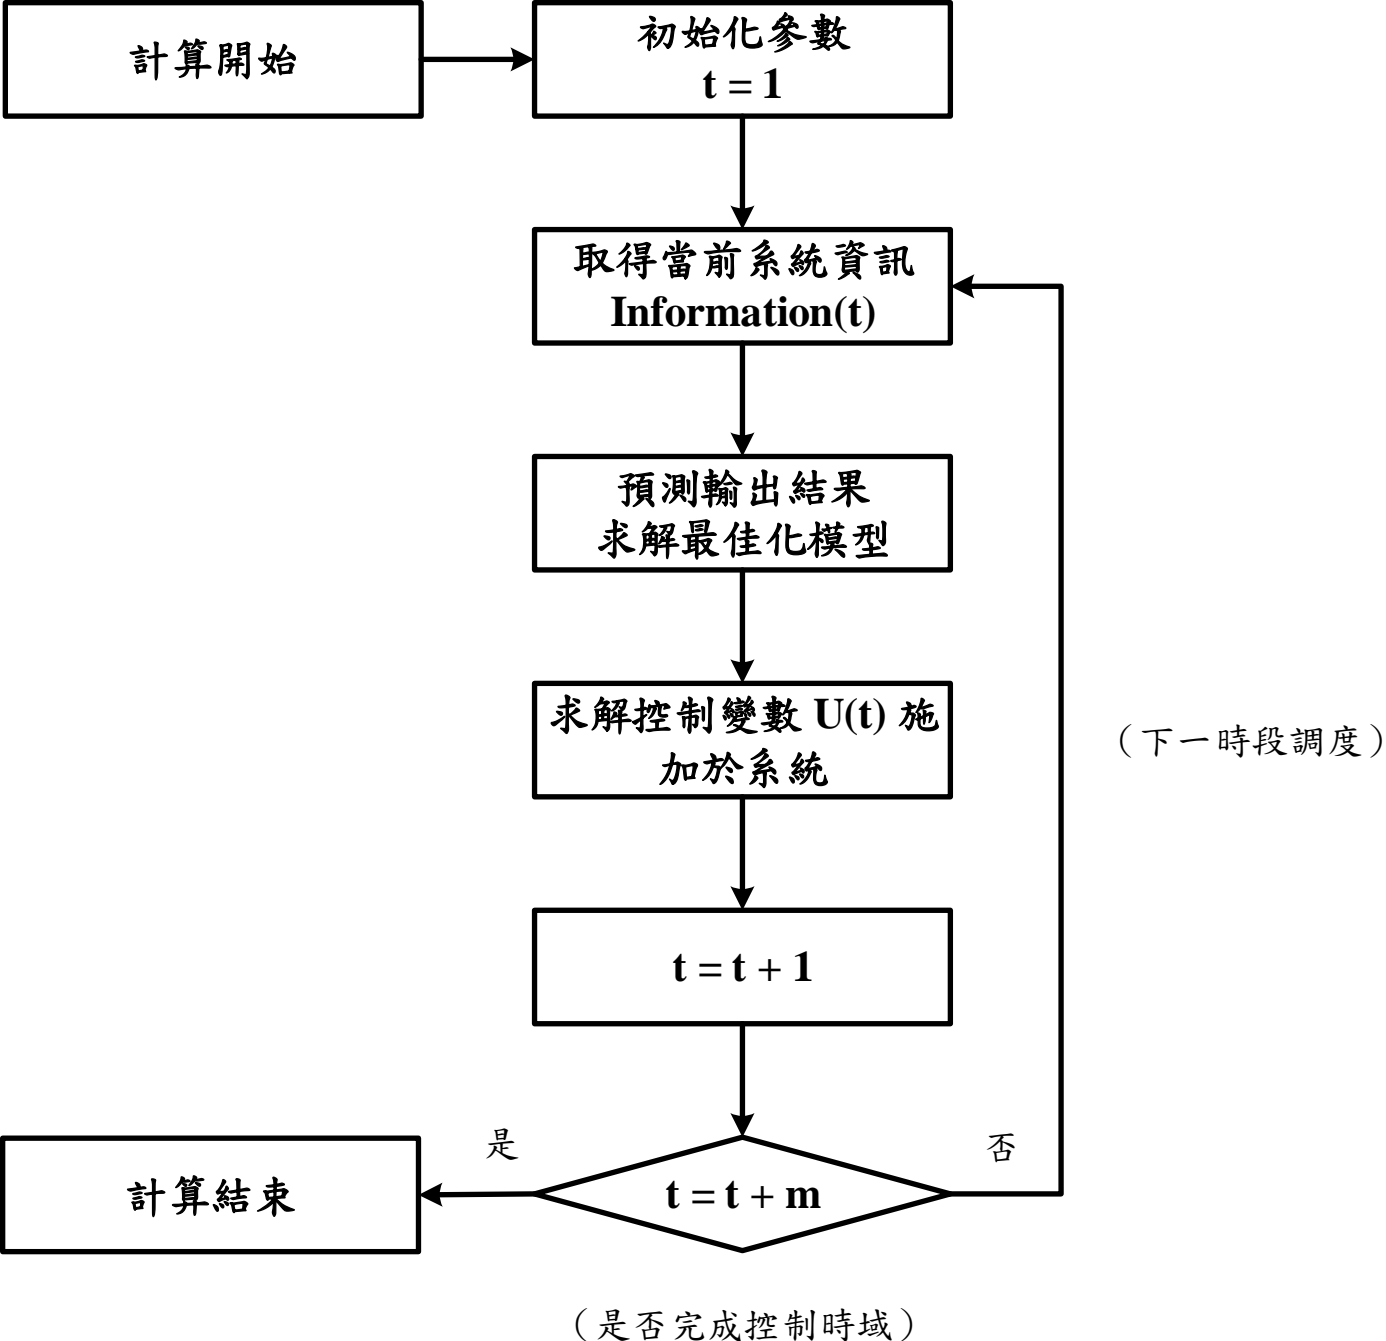 計算開始
初始化參數
t = 1
取得當前系統資訊
Information(t)
預測輸出結果
求解最佳化模型
求解控制變數 U(t) 施
加於系統
（下一時段調度）
t = t + 1
是
否
計算結束
t = t + m
（是否完成控制時域）